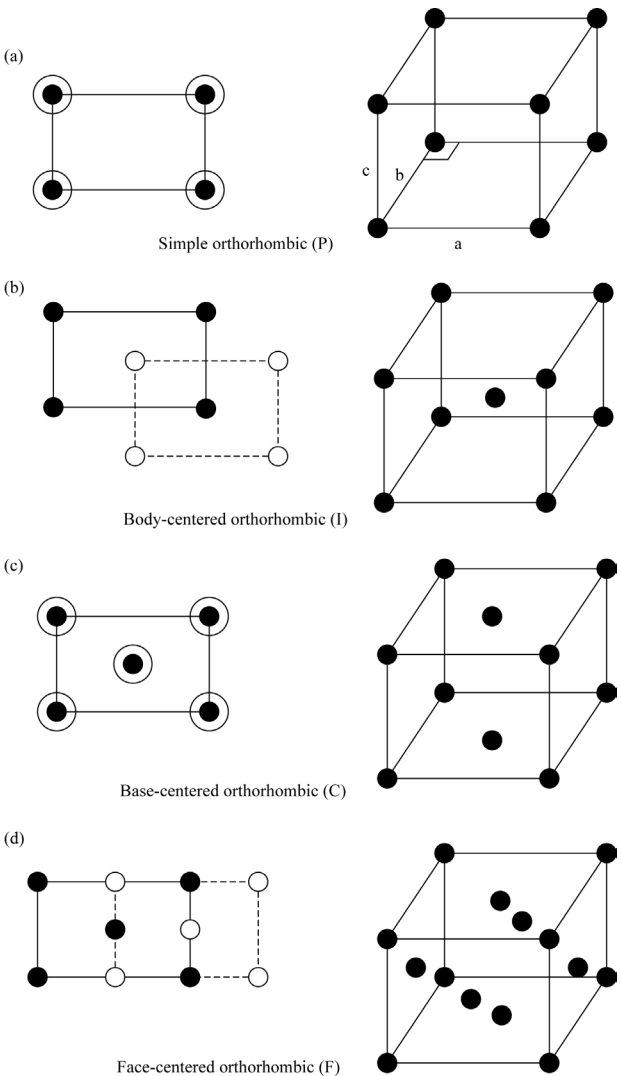 (a)
c
b
a
Simple orthorhombic (P)
(b)
Body-centered orthorhombic (I)
(c)
Base-centered orthorhombic (C)
(d)
Face-centered orthorhombic (F)